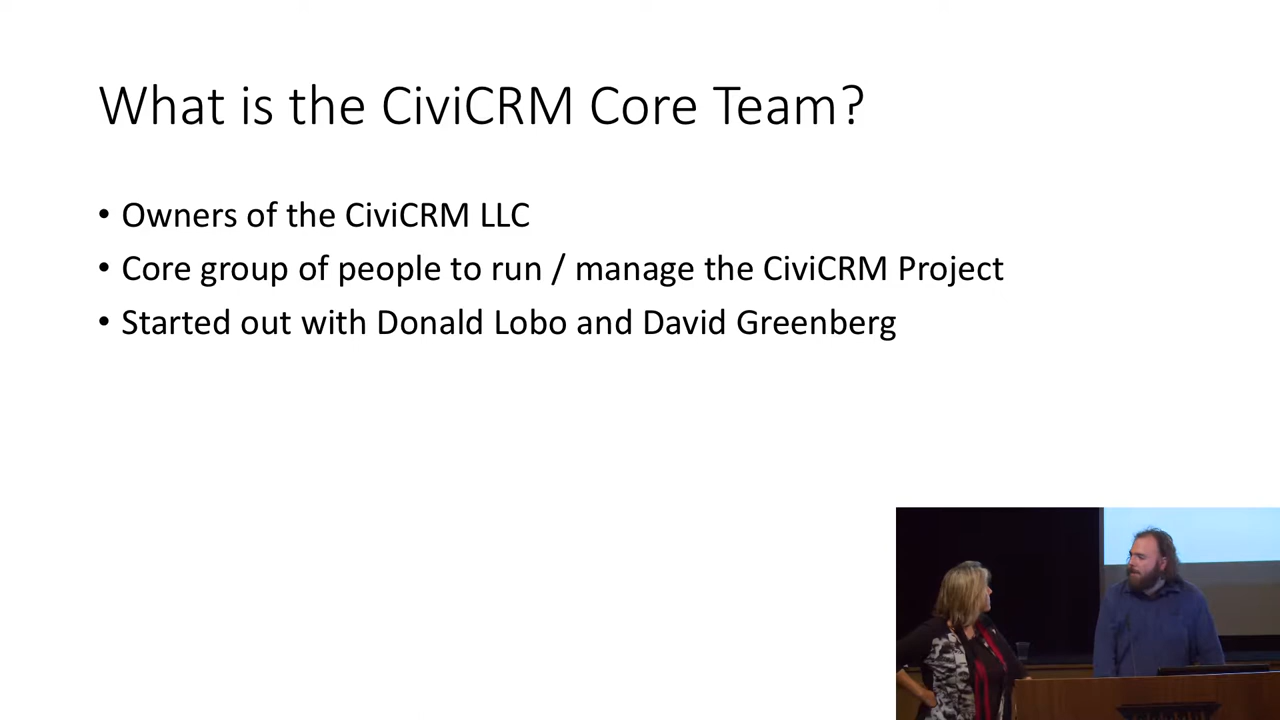 What is the CiviCRM Core Team?
• Owners of the CiviCRM LLC
• Core group of people to run / manage the CiviCRM Project
• Started out with Donald Lobo and David Greenberg